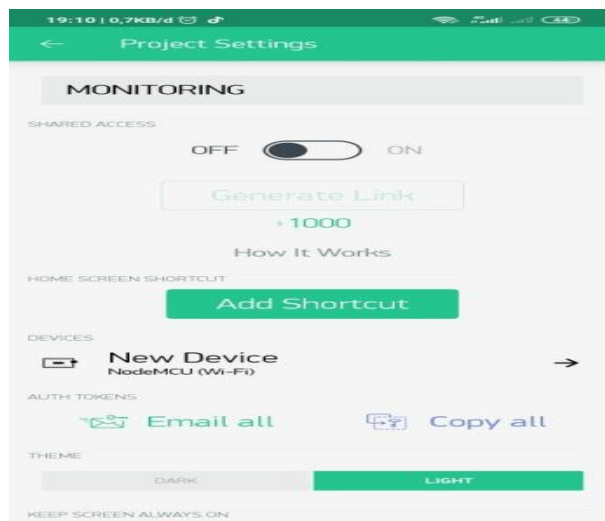 19:10 | 0,7KB/d
44
Project Settings
MONITORING
SHARED ACCESS
OFF ON
Generate Link
1000
How It Works
HOME SCREEN SHORTCUT
Add Shortcut
DEVICES
New Device
NodeMCU (Wi-Fi)
AUTH TOKENS
Email all Copy all
THEME
DARK LIGHT
KEEP SCREEN ALWAYS ON